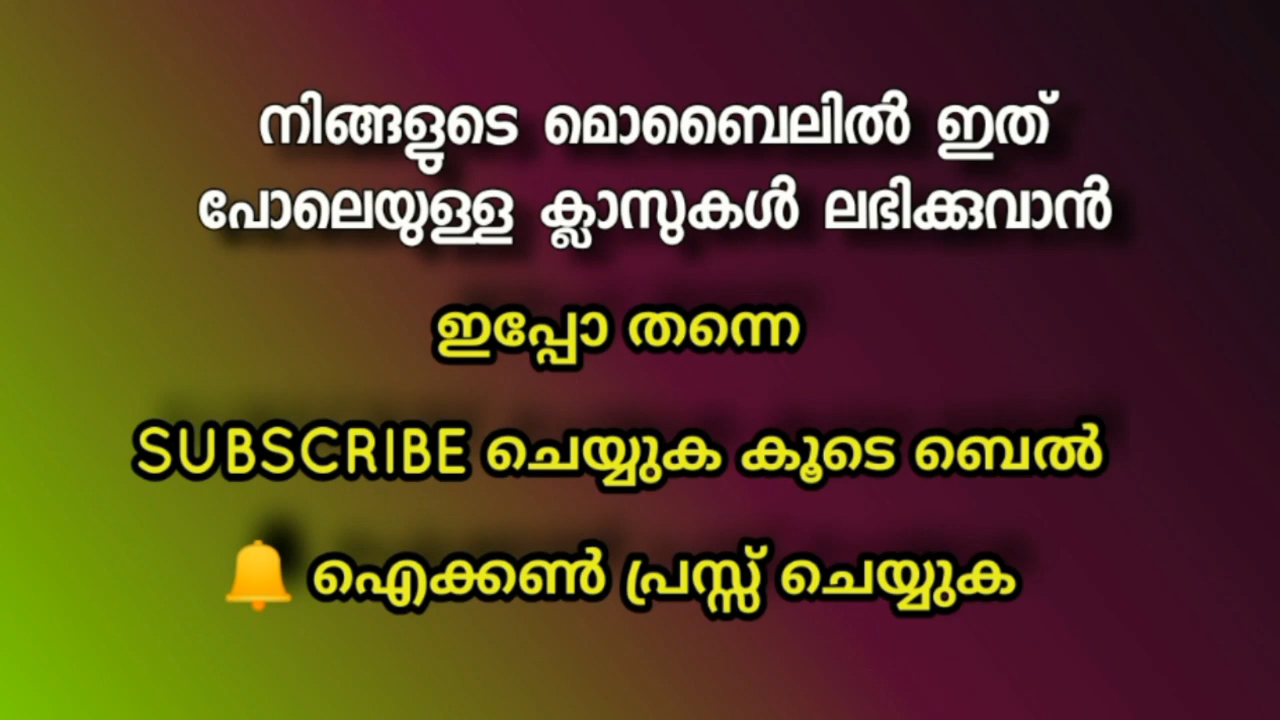 നിങ്ങളുടെ മൊബൈലിൽ ഇത്
പോലെയുള്ള ക്ലാസുകൾ ലഭിക്കുവാൻ
ഇപ്പോ തന്നെ
SUBSCRIBE ചെയ്യുക കൂടെ ബെൽ
🔔 ഐക്കൺ പ്രസ്സ് ചെയ്യുക